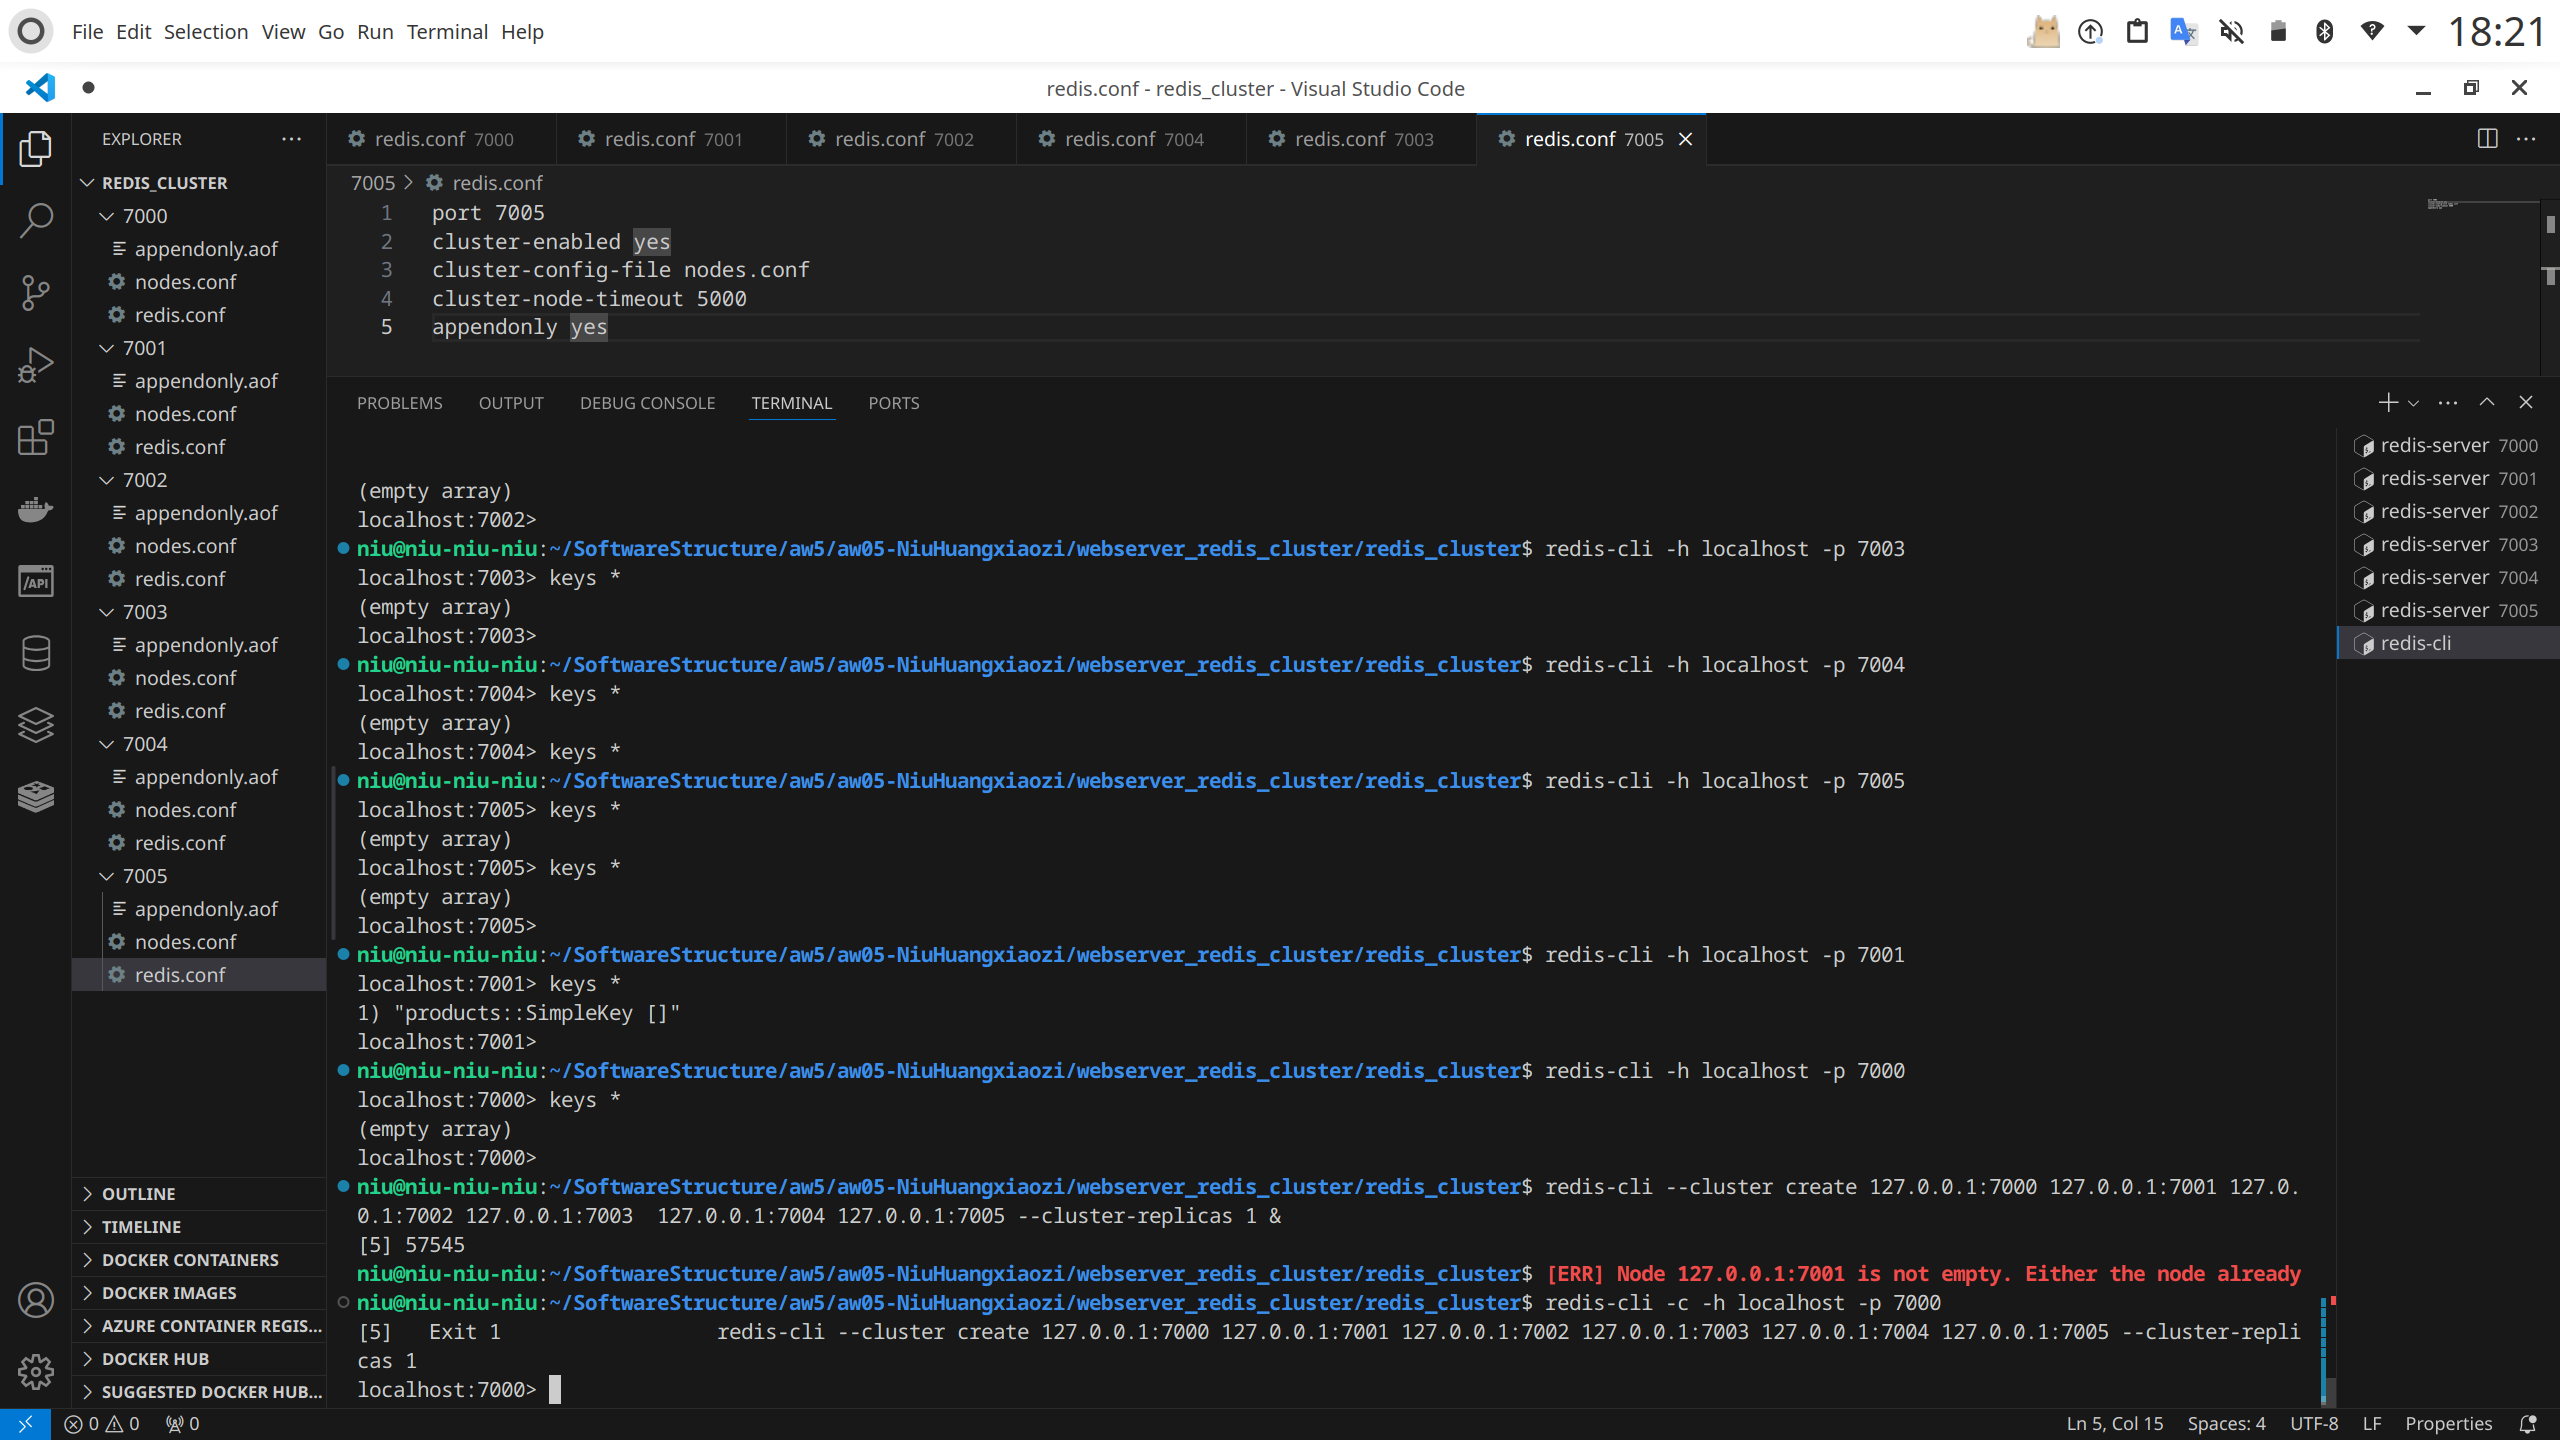 File Edit Selection View Go Run Terminal Help
18:21
redis.conf - redis_cluster - Visual Studio Code
EXPLORER
REDIS_CLUSTER
7000
appendonly.aof
nodes.conf
redis.conf
7001
appendonly.aof
nodes.conf
redis.conf
7002
appendonly.aof
nodes.conf
redis.conf
7003
appendonly.aof
nodes.conf
redis.conf
7004
appendonly.aof
nodes.conf
redis.conf
7005
appendonly.aof
nodes.conf
redis.conf
OUTLINE
TIMELINE
DOCKER CONTAINERS
DOCKER IMAGES
AZURE CONTAINER REGIS...
DOCKER HUB
SUGGESTED DOCKER HUB...
redis.conf 7000 redis.conf 7001 redis.conf 7002 redis.conf 7004 redis.conf 7003 redis.conf 7005
7005 > redis.conf
1 port 7005
2 cluster-enabled yes
3 cluster-config-file nodes.conf
4 cluster-node-timeout 5000
5 appendonly yes
PROBLEMS OUTPUT DEBUG CONSOLE TERMINAL PORTS
(empty array)
localhost:7002>
niu@niu-niu-niu:~/SoftwareStructure/aw5/aw05-NiuHuangxiaozi/webserver_redis_cluster/redis_cluster$ redis-cli -h localhost -p 7003
localhost:7003> keys *
(empty array)
localhost:7003>
niu@niu-niu-niu:~/SoftwareStructure/aw5/aw05-NiuHuangxiaozi/webserver_redis_cluster/redis_cluster$ redis-cli -h localhost -p 7004
localhost:7004> keys *
(empty array)
localhost:7004> keys *
niu@niu-niu-niu:~/SoftwareStructure/aw5/aw05-NiuHuangxiaozi/webserver_redis_cluster/redis_cluster$ redis-cli -h localhost -p 7005
localhost:7005> keys *
(empty array)
localhost:7005> keys *
(empty array)
localhost:7005>
niu@niu-niu-niu:~/SoftwareStructure/aw5/aw05-NiuHuangxiaozi/webserver_redis_cluster/redis_cluster$ redis-cli -h localhost -p 7001
localhost:7001> keys *
1) "products::SimpleKey []"
localhost:7001>
niu@niu-niu-niu:~/SoftwareStructure/aw5/aw05-NiuHuangxiaozi/webserver_redis_cluster/redis_cluster$ redis-cli -h localhost -p 7000
localhost:7000> keys *
(empty array)
localhost:7000>
niu@niu-niu-niu:~/SoftwareStructure/aw5/aw05-NiuHuangxiaozi/webserver_redis_cluster/redis_cluster$ redis-cli --cluster create 127.0.0.1:7000 127.0.0.1:7001 127.0.
0.1:7002 127.0.0.1:7003  127.0.0.1:7004 127.0.0.1:7005 --cluster-replicas 1 &
[5] 57545
niu@niu-niu-niu:~/SoftwareStructure/aw5/aw05-NiuHuangxiaozi/webserver_redis_cluster/redis_cluster$ [ERR] Node 127.0.0.1:7001 is not empty. Either the node already
niu@niu-niu-niu:~/SoftwareStructure/aw5/aw05-NiuHuangxiaozi/webserver_redis_cluster/redis_cluster$ redis-cli -c -h localhost -p 7000
[5]   Exit 1                  redis-cli --cluster create 127.0.0.1:7000 127.0.0.1:7001 127.0.0.1:7002 127.0.0.1:7003 127.0.0.1:7004 127.0.0.1:7005 --cluster-repli
cas 1
localhost:7000>
redis-server 7000
redis-server 7001
redis-server 7002
redis-server 7003
redis-server 7004
redis-server 7005
redis-cli
0 0 0
Ln 5, Col 15 Spaces: 4 UTF-8 LF Properties